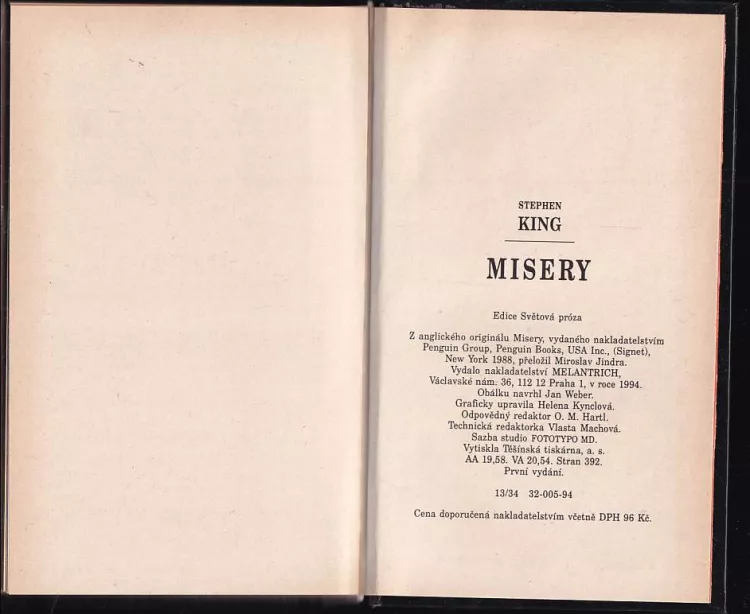 STEPHEN
KING
MISERY
Edice Světová próza
Z anglického originálu Misery, vydaného nakladatelstvím
Penguin Group, Penguin Books, USA Inc., (Signet),
New York 1988, přeložil Miroslav Jindra.
Vydalo nakladatelství MELANTRICH,
Václavské nám. 36, 112 12 Praha 1, v roce 1994.
Obálku navrhl Jan Weber.
Graficky upravila Helena Kynclová.
Odpovědný redaktor O. M. Hartl.
Technická redaktorka Vlasta Machová.
Sazba studio FOTOTYPO MD.
Vytiskla Těšínská tiskárna, a. s.
AA 19,58. VA 20,54. Stran 392.
První vydání.
13/34 32-005-94
Cena doporučená nakladatelstvím včetně DPH 96 Kč.